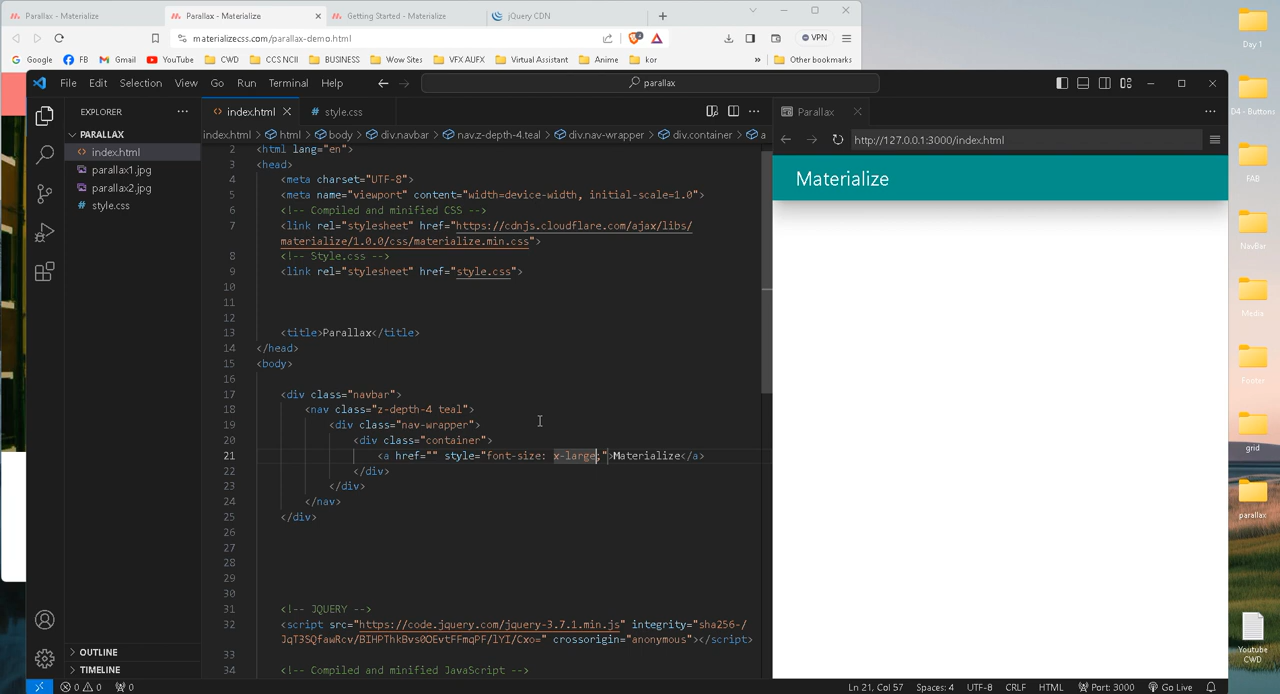 Parallax - Materialize
Parallax - Materialize
Getting Started - Materialize
jQuery CDN
materializecss.com/parallax-demo.html
VPN
Google
FB
Gmail
YouTube
CWD
CCS NCII
BUSINESS
Wow Sites
VFX AUFX
Virtual Assistant
Anime
kor
»
Other bookmarks
File Edit Selection View Go Run Terminal Help
parallax
EXPLORER
PARALLAX
index.html
parallax1.jpg
parallax2.jpg
style.css
OUTLINE
TIMELINE
index.html
style.css
index.html > html > body > div.navbar > nav.z-depth-4.teal > div.nav-wrapper > div.container > a
2 <html lang="en">
3 <head>
4 <meta charset="UTF-8">
5 <meta name="viewport" content="width=device-width, initial-scale=1.0">
6 <!-- Compiled and minified CSS -->
7 <link rel="stylesheet" href="https://cdnjs.cloudflare.com/ajax/libs/
materialize/1.0.0/css/materialize.min.css">
8 <!-- Style.css -->
9 <link rel="stylesheet" href="style.css">
10
11
12
13 <title>Parallax</title>
14 </head>
15 <body>
16
17 <div class="navbar">
18 <nav class="z-depth-4 teal">
19 <div class="nav-wrapper">
20 <div class="container">
21 <a href="" style="font-size: x-large;">Materialize</a>
22 </div>
23 </div>
24 </nav>
25 </div>
26
27
28
29
30
31 <!-- JQUERY -->
32 <script src="https://code.jquery.com/jquery-3.7.1.min.js" integrity="sha256-/
JqT3SQfawRcv/BIHPThkBvs0OEvtFFmqPF/lYI/Cxo=" crossorigin="anonymous"></script>
33
34 <!-- Compiled and minified JavaScript -->
Parallax
http://127.0.0.1:3000/index.html
Materialize
0 0 0
Ln 21, Col 57
Spaces: 4
UTF-8
CRLF
HTML
Port: 3000
Go Live
Day 1
D4 - Buttons
FAB
NavBar
Media
Footer
grid
parallax
Youtube
CWD